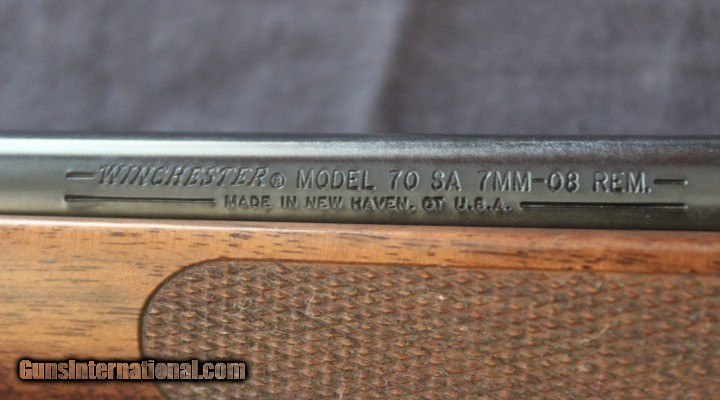 WINCHESTER® MODEL 70 SA 7MM-08 REM.
MADE IN NEW HAVEN, CT U.S.A.
GunsInternational.com